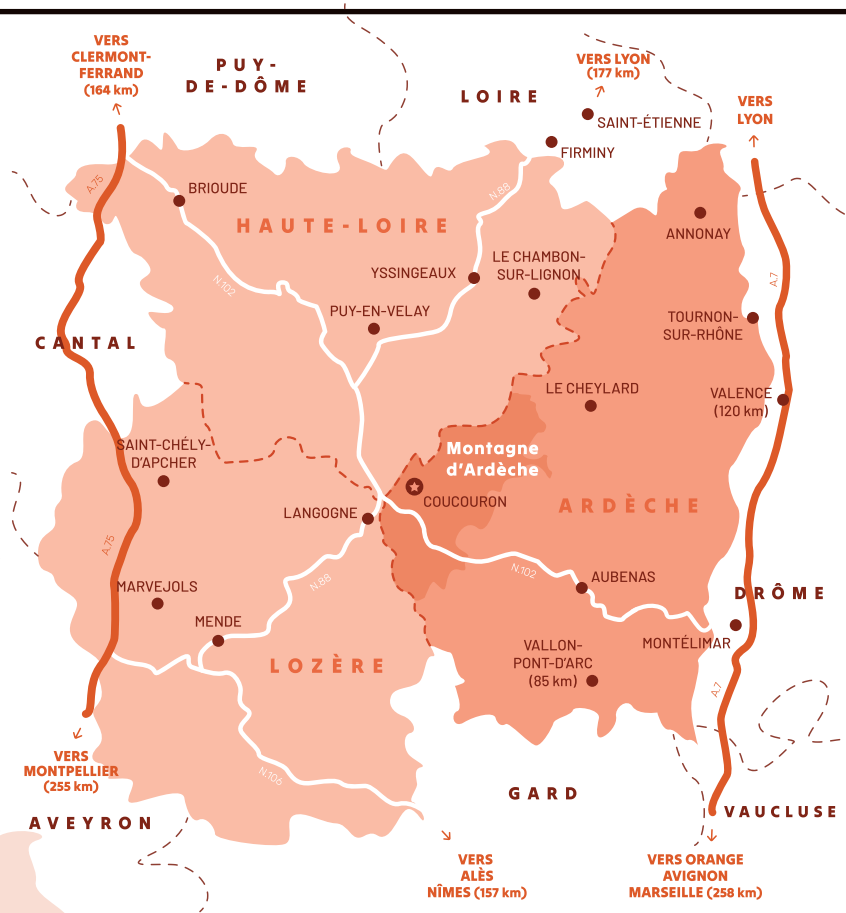 VERS
CLERMONT-
FERRAND
(164 km)
PUY-
DE-DÔME
LOIRE
VERS LYON
(177 km)
VERS
LYON
SAINT-ÉTIENNE
FIRMINY
A.75
BRIOUDE
N.88
HAUTE-LOIRE
ANNONAY
LE CHAMBON-
SUR-LIGNON
YSSINGEAUX
A.7
N.102
PUY-EN-VELAY
TOURNON-
SUR-RHÔNE
CANTAL
LE CHEYLARD
VALENCE
(120 km)
SAINT-CHÉLY-
D'APCHER
Montagne
d'Ardèche
COUCOURON
ARDÈCHE
LANGOGNE
A.75
N.88
N.102
AUBENAS
MARVEJOLS
DRÔME
MENDE
MONTÉLIMAR
VALLON-
PONT-D'ARC
(85 km)
LOZÈRE
A.7
VERS
MONTPELLIER
(255 km)
N.106
GARD
AVEYRON
VAUCLUSE
VERS
ALÈS
NÎMES (157 km)
VERS ORANGE
AVIGNON
MARSEILLE (258 km)